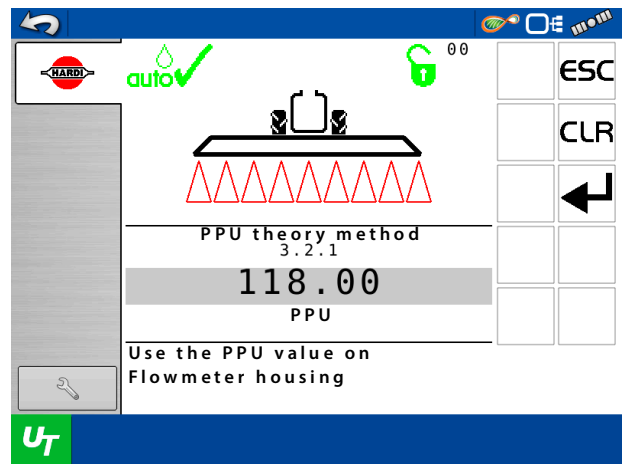 00
ESC
HARDI
auto
CLR
PPU theory method
3.2.1
118.00
PPU
Use the PPU value on
Flowmeter housing
UT